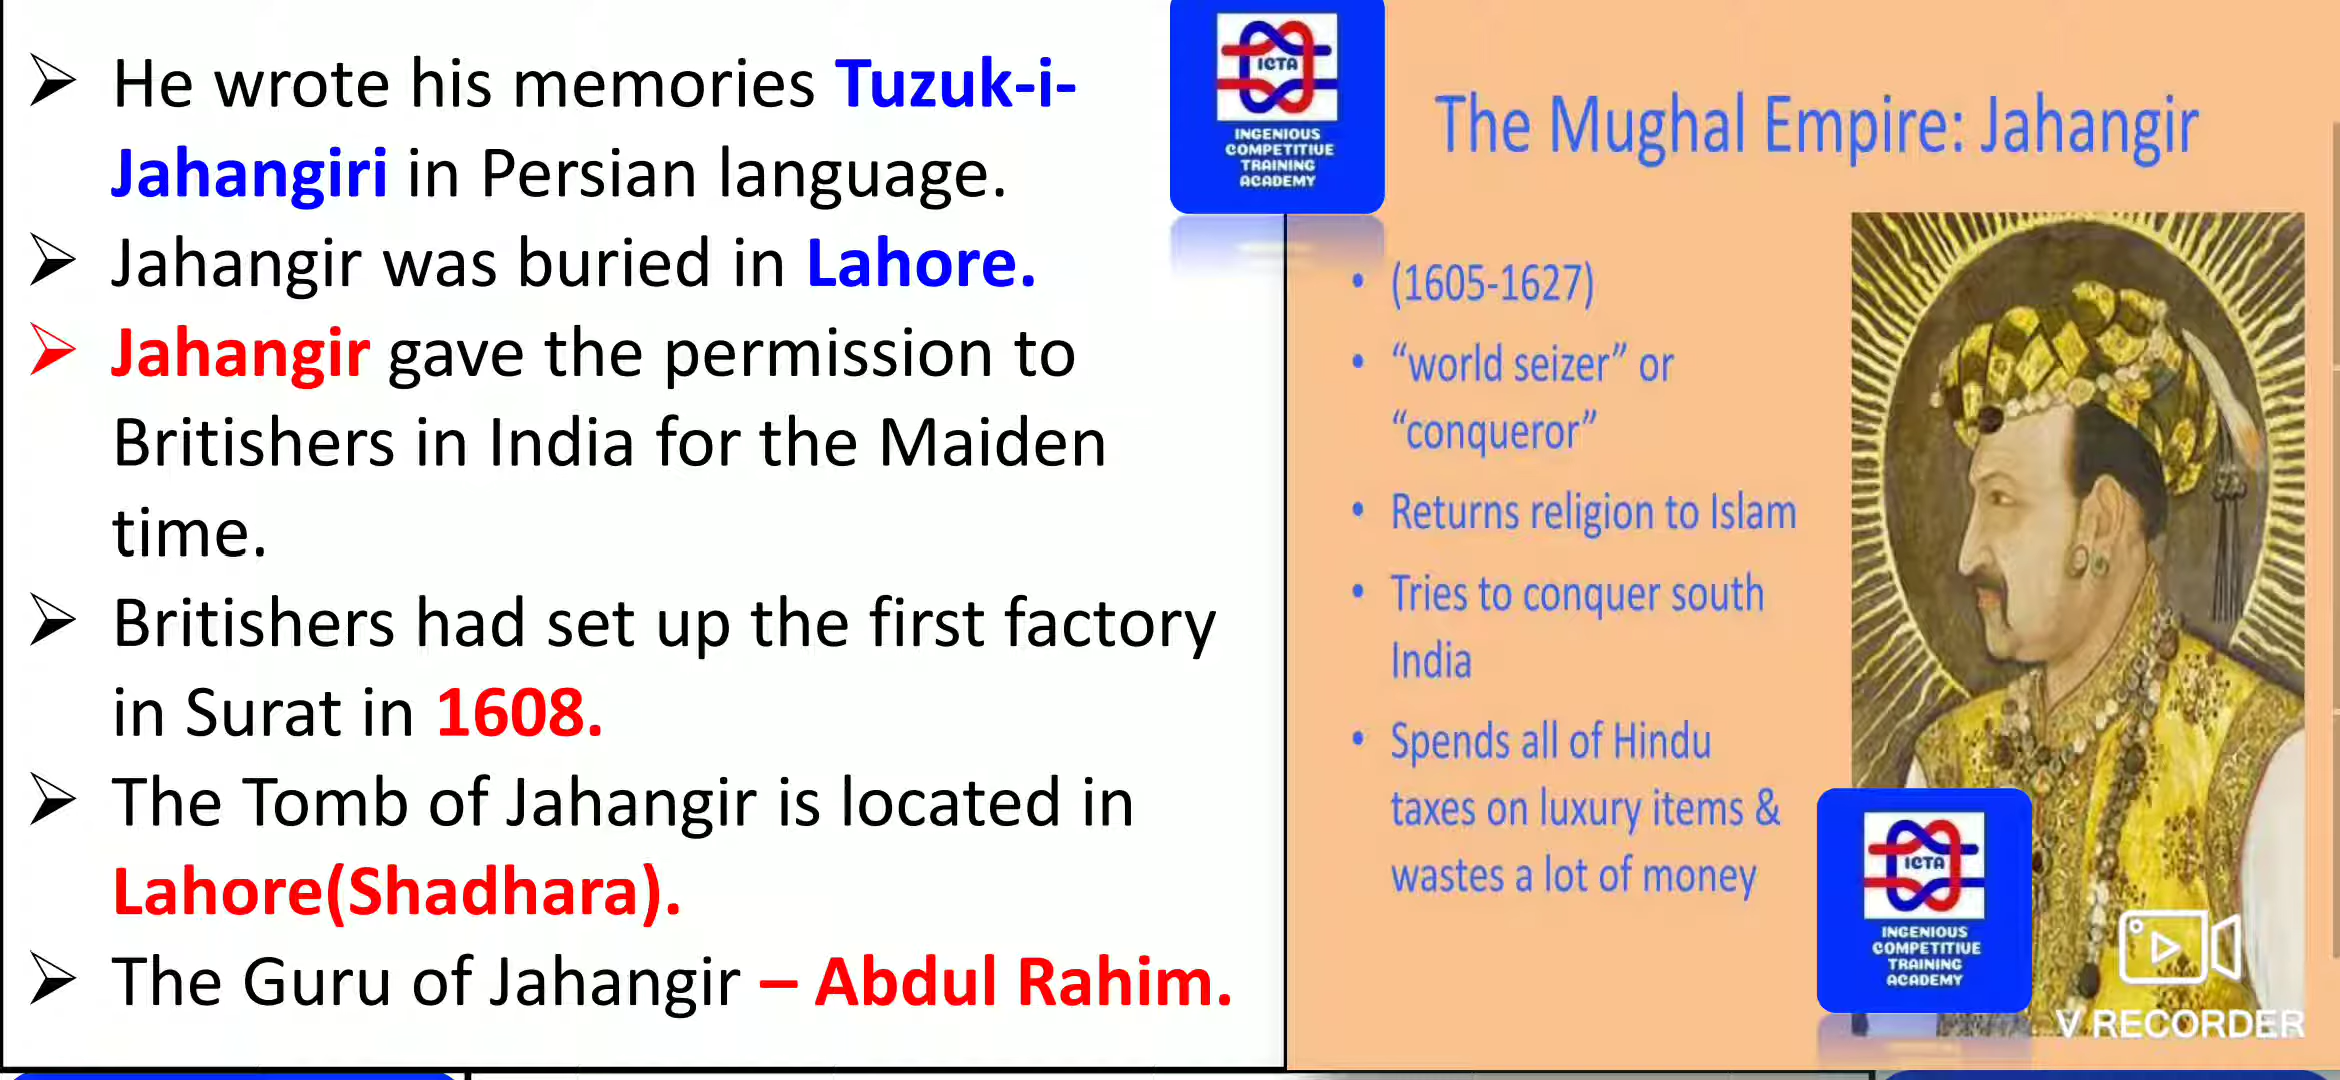 He wrote his memories Tuzuk-i-
Jahangiri in Persian language.
Jahangir was buried in Lahore.
Jahangir gave the permission to
Britishers in India for the Maiden
time.
Britishers had set up the first factory
in Surat in 1608.
The Tomb of Jahangir is located in
Lahore(Shadhara).
The Guru of Jahangir – Abdul Rahim.
ICTA
INGENIOUS
COMPETITIUE
TRAINING
ACADEMY
The Mughal Empire: Jahangir
(1605-1627)
“world seizer” or
“conqueror”
Returns religion to Islam
Tries to conquer south
India
Spends all of Hindu
taxes on luxury items &
wastes a lot of money
ICTA
INGENIOUS
COMPETITIUE
TRAINING
ACADEMY
V RECORDER